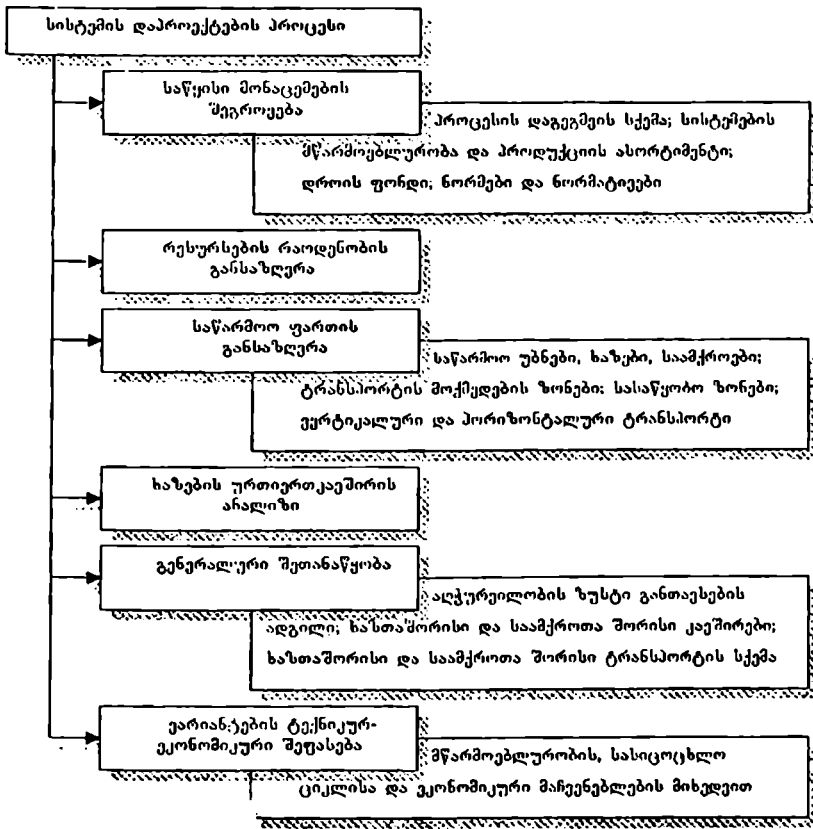 სისტემის დაპროექტების პროცესი
საწყისი მონაცემების
შეგროვება
პროცესის დაგეგმვის სქემა; სისტემების
მწარმოებლურობა და პროდუქციის ასორტიმენტი;
დროის ფონდი; ნორმები და ნორმატივები
რესურსების რაოდენობის
განსაზღვრა
საწარმოო ფართის
განსაზღვრა
საწარმოო უბნები, ხაზები, საამქროები;
ტრანსპორტის მოქმედების ზონები; სასაწყობო ზონები;
ვერტიკალური და ჰორიზონტალური ტრანსპორტი
ხაზების ურთიერთკავშირის
ანალიზი
გენერალური შეთანაწყობა
აღჭურვილობის ზუსტი განთავსების
ადგილი; ხაზთაშორისი და საამქროთა შორისი კავშირები;
ხაზთაშორისი და საამქროთა შორისი ტრანსპორტის სქემა
ვარიანტების ტექნიკურ-
ეკონომიკური შეფასება
მწარმოებლურობის, სასიცოცხლო
ციკლისა და ეკონომიკური მაჩვენებლების მიხედვით